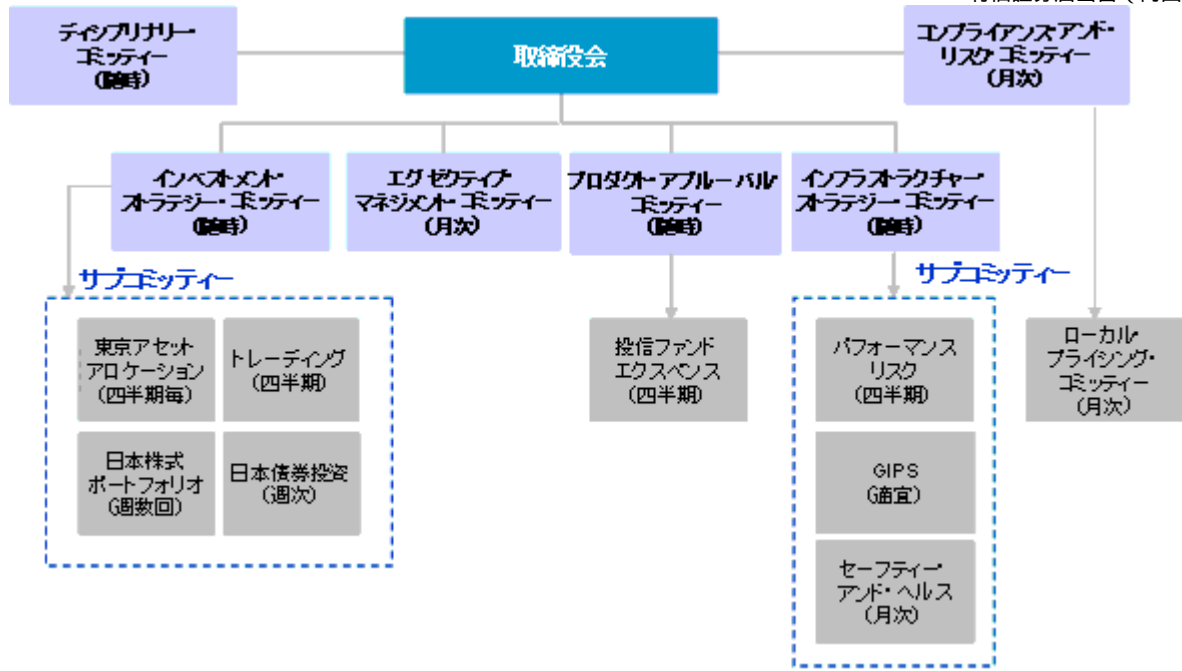 ディシプリナリー・
コミッティー
(随時)
取締役会
コンプライアンス・アンド・
リスク・コミッティー
(月次)
インベストメント・
ストラテジー・コミッティー
(随時)
エグゼクティブ・
マネジメント・コミッティー
(月次)
プロダクト・アプルーバル・
コミッティー
(随時)
インフラストラクチャー・
ストラテジー・コミッティー
(随時)
サブコミッティー
サブコミッティー
東京アセット
アロケーション
(四半期毎)
トレーディング
(四半期)
日本株式
ポートフォリオ
(週数回)
日本債券投資
(週次)
投信ファンド
エクスペンス
(四半期)
パフォーマンス
リスク
(四半期)
GIPS
(適宜)
セーフティー・
アンド・ヘルス
(月次)
ローカル・
プライシング・
コミッティー
(月次)